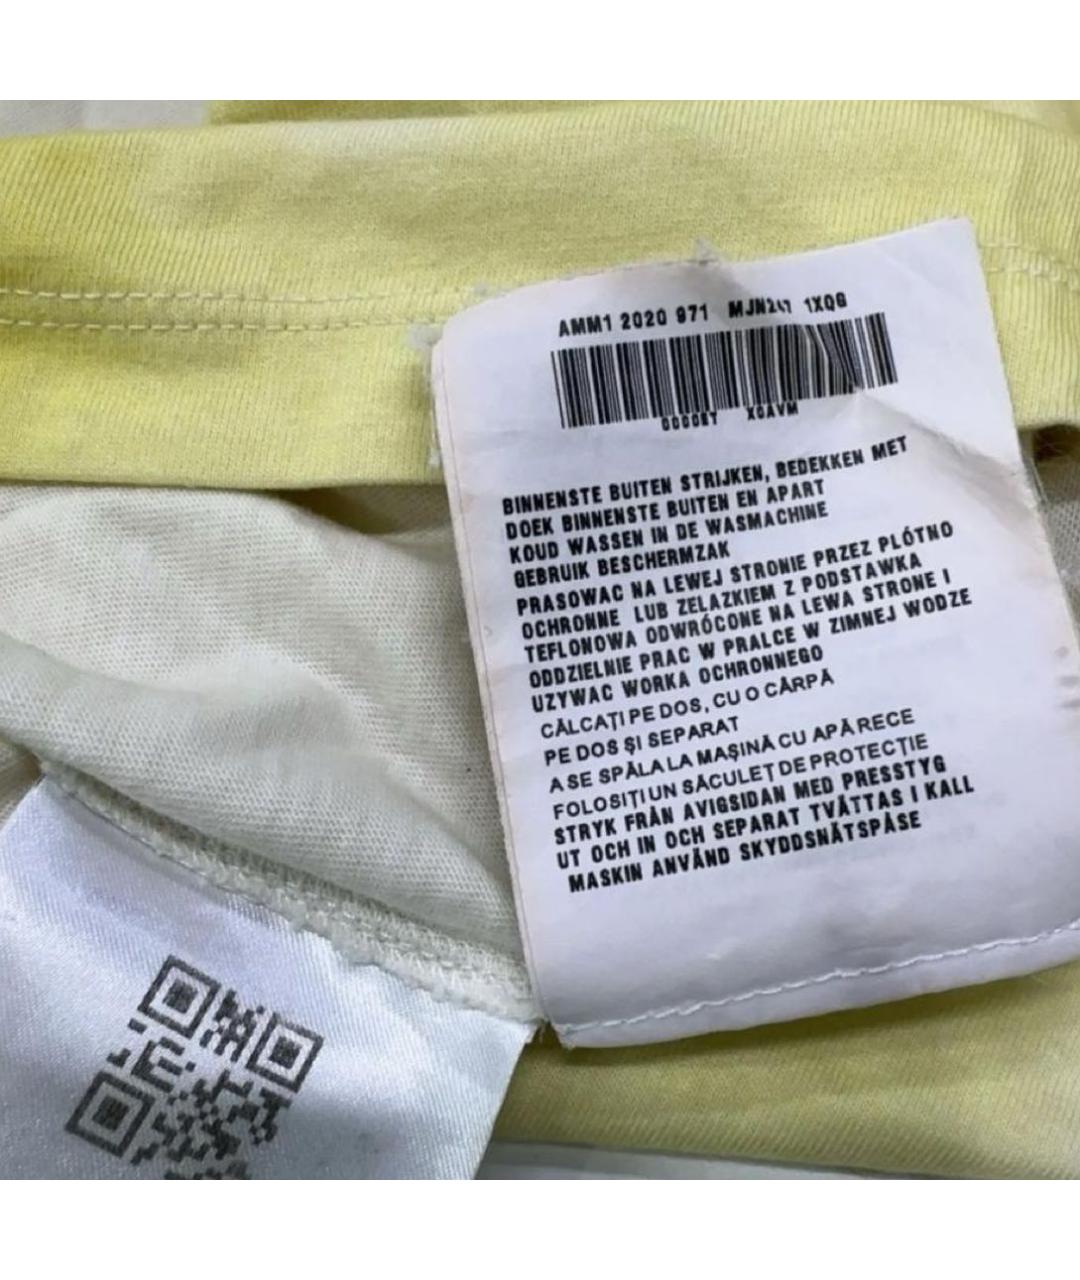 AMM1 2020 971 1XQG
BINNENSTE BUITEN STRIJKEN, BEDEKKEN MET
DOEK BINNENSTE BUITEN EN APART
KOUD WASSEN IN DE WASMACHINE
GEBRUIK BESCHERMZAK
PRASOWAC NA LEWEJ STRONIE PRZEZ PLÓTNO
OCHRONNE LUB ZELAZKIEM Z PODSTAWKA
TEFLONOWA ODWRÓCONE NA LEWA STRONE I
ODDZIELNIE PRAC W PRALCE W ZIMNEJ WODZE
UZYWAC WORKA OCHRONNEGO
CĂLCAȚI PE DOS, CU O CÂRPĂ
PE DOS ȘI SEPARAT
A SE SPĂLA LA MAȘINĂ CU APĂ RECE
FOLOSIȚI UN SĂCULEȚ DE PROTECȚIE
STRYK FRÅN AVIGSIDAN MED PRESSTYG
UT OCH IN OCH SEPARAT TVÄTTAS I KALL
MASKIN ANVÄND SKYDDSNÄTSPÅSE